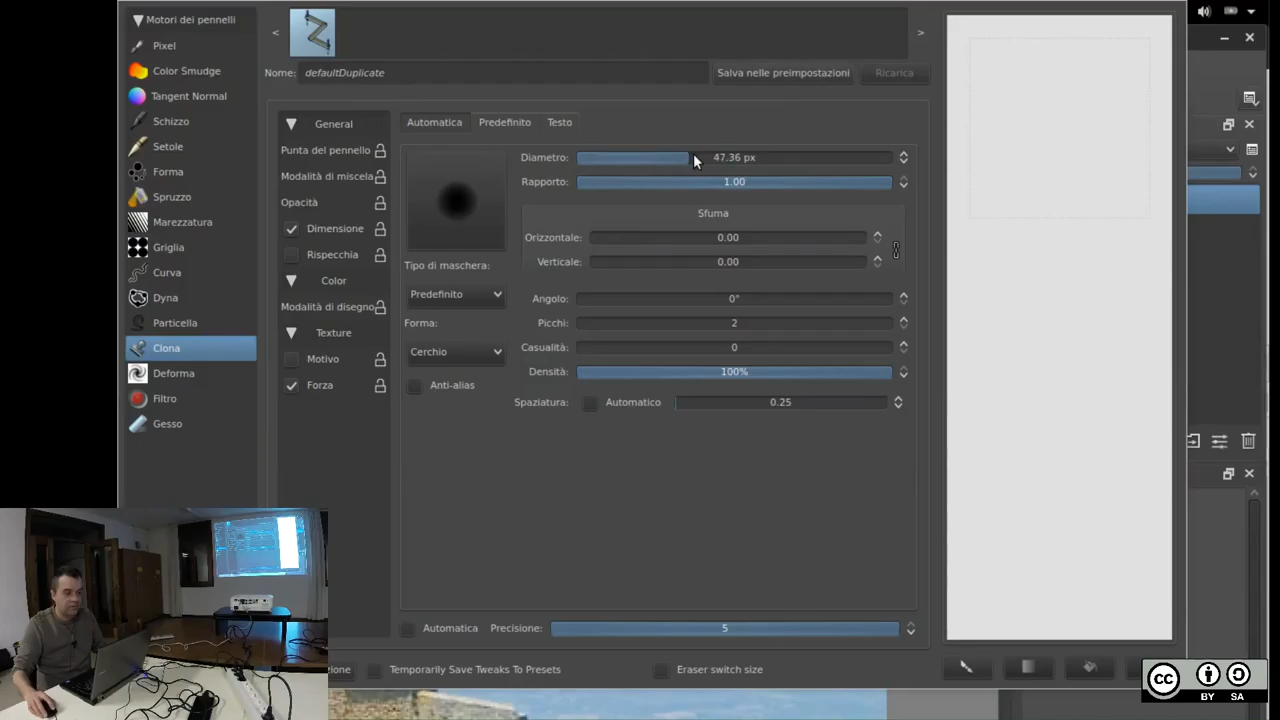 Motori dei pennelli
Pixel
Color Smudge
Tangent Normal
Schizzo
Setole
Forma
Spruzzo
Marezzatura
Griglia
Curva
Dyna
Particella
Clona
Deforma
Filtro
Gesso
<
>
Nome: defaultDuplicate
Salva nelle preimpostazioni
Ricarica
General
Punta del pennello
Modalità di miscela
Opacità
Dimensione
Rispecchia
Color
Modalità di disegno
Texture
Motivo
Forza
Automatica Predefinito Testo
Tipo di maschera:
Predefinito
Forma:
Cerchio
Anti-alias
Diametro: 47.36 px
Rapporto: 1.00
Sfuma
Orizzontale: 0.00
Verticale: 0.00
Angolo: 0°
Picchi: 2
Casualità: 0
Densità: 100%
Spaziatura: Automatico 0.25
Automatica Precisione: 5
zione Temporarily Save Tweaks To Presets Eraser switch size
cc BY SA